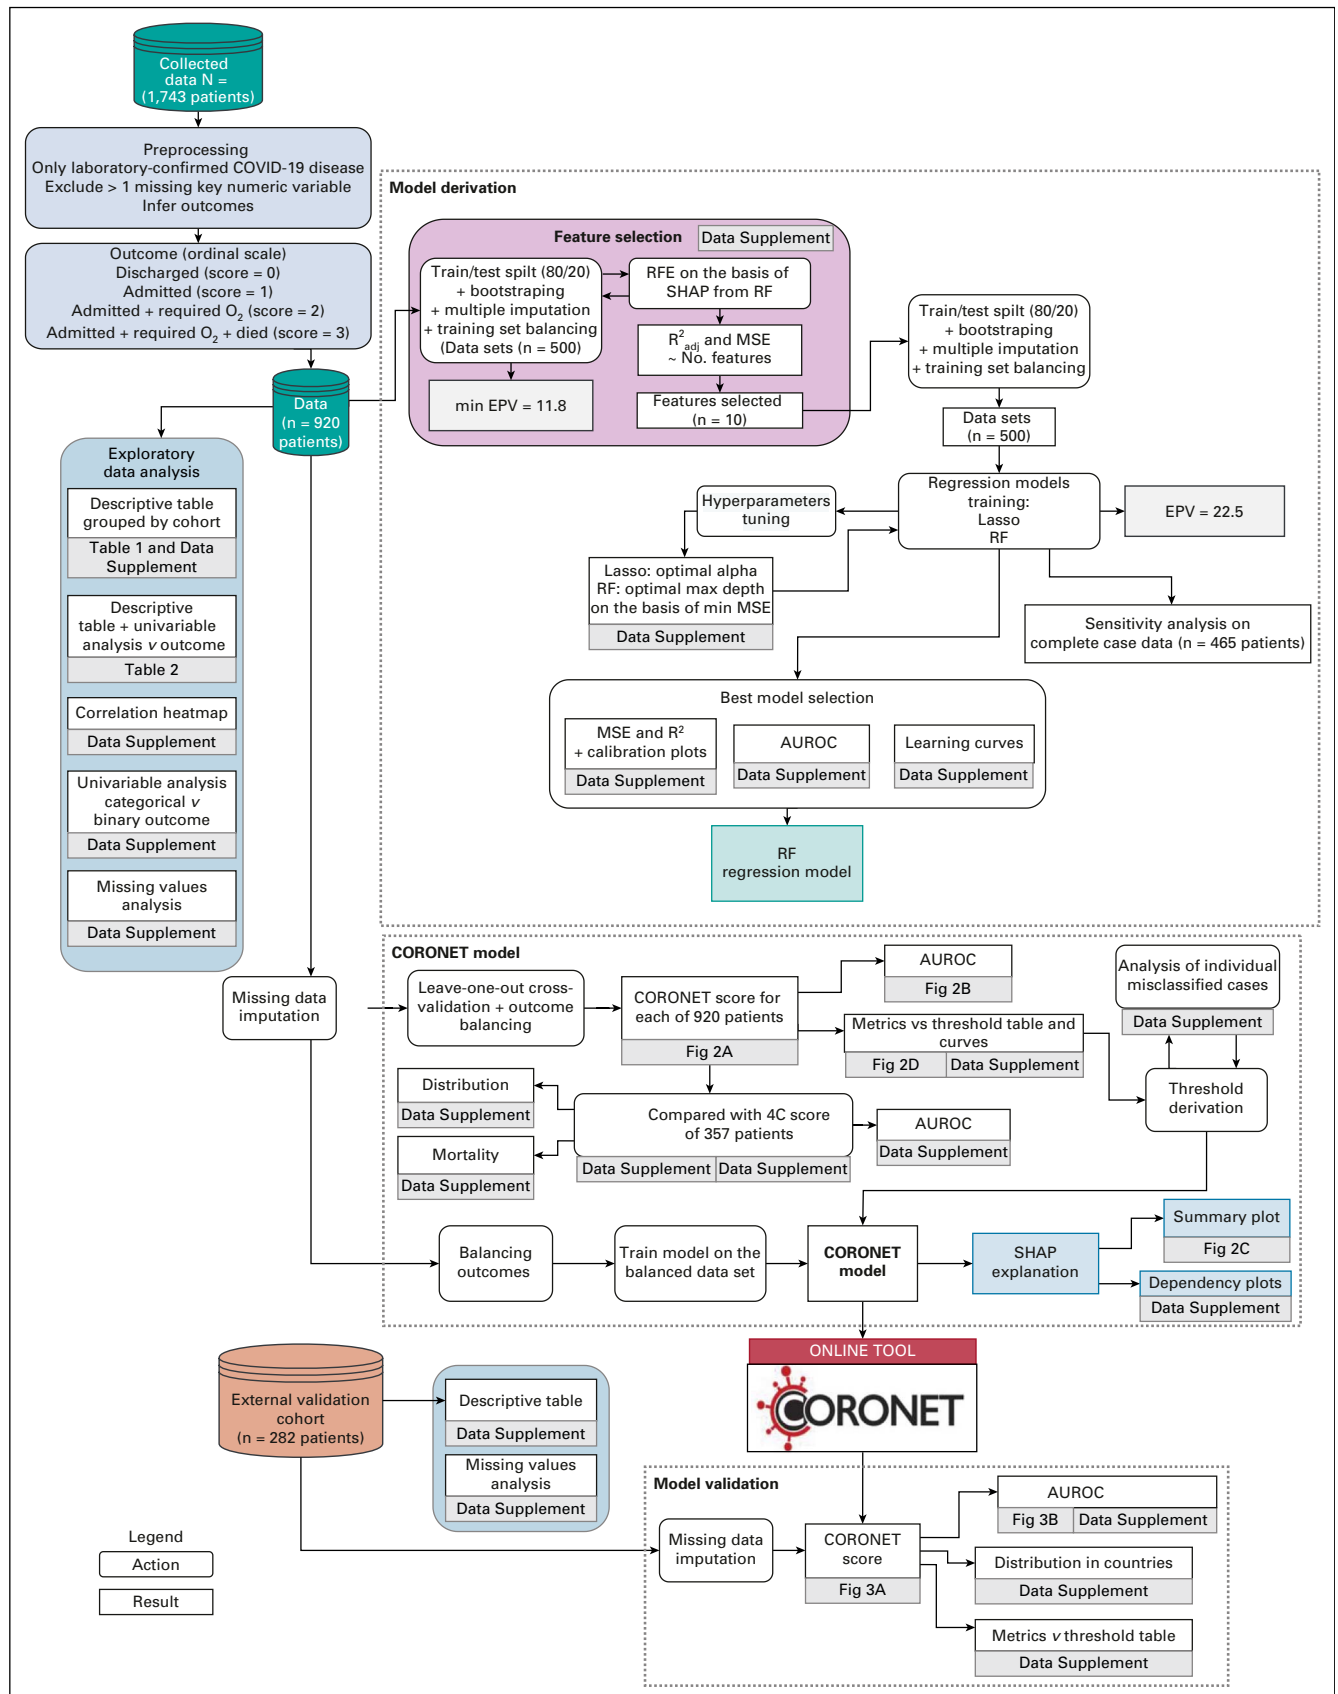 Collected
data N =
(1,743 patients)
Preprocessing
Only laboratory-confirmed COVID-19 disease
Exclude > 1 missing key numeric variable
Infer outcomes
Outcome (ordinal scale)
Discharged (score = 0)
Admitted (score = 1)
Admitted + required O2 (score = 2)
Admitted + required O2 + died (score = 3)
Data
(n = 920
patients)
Exploratory
data analysis
Descriptive table
grouped by cohort
Table 1 and Data
Supplement
Descriptive
table + univariable
analysis v outcome
Table 2
Correlation heatmap
Data Supplement
Univariable analysis
categorical v
binary outcome
Data Supplement
Missing values
analysis
Data Supplement
Model derivation
Feature selection
Data Supplement
Train/test spilt (80/20)
+ bootstraping
+ multiple imputation
+ training set balancing
(Data sets (n = 500)
min EPV = 11.8
RFE on the basis of
SHAP from RF
R2adj and MSE
~ No. features
Features selected
(n = 10)
Train/test spilt (80/20)
+ bootstraping
+ multiple imputation
+ training set balancing
Data sets
(n = 500)
Regression models
training:
Lasso
RF
EPV = 22.5
Hyperparameters
tuning
Lasso: optimal alpha
RF: optimal max depth
on the basis of min MSE
Data Supplement
Sensitivity analysis on
complete case data (n = 465 patients)
Best model selection
MSE and R2
+ calibration plots
Data Supplement
AUROC
Data Supplement
Learning curves
Data Supplement
RF
regression model
CORONET model
Missing data
imputation
Leave-one-out cross-
validation + outcome
balancing
CORONET score for
each of 920 patients
Fig 2A
AUROC
Fig 2B
Metrics vs threshold table and
curves
Fig 2D
Data Supplement
Analysis of individual
misclassified cases
Data Supplement
Threshold
derivation
Distribution
Data Supplement
Mortality
Data Supplement
Compared with 4C score
of 357 patients
Data Supplement
Data Supplement
AUROC
Data Supplement
Balancing
outcomes
Train model on the
balanced data set
CORONET
model
SHAP
explanation
Summary plot
Fig 2C
Dependency plots
Data Supplement
ONLINE TOOL
CORONET
External validation
cohort
(n = 282 patients)
Descriptive table
Data Supplement
Missing values
analysis
Data Supplement
Model validation
Missing data
imputation
CORONET
score
Fig 3A
AUROC
Fig 3B
Data Supplement
Distribution in countries
Data Supplement
Metrics v threshold table
Data Supplement
Legend
Action
Result